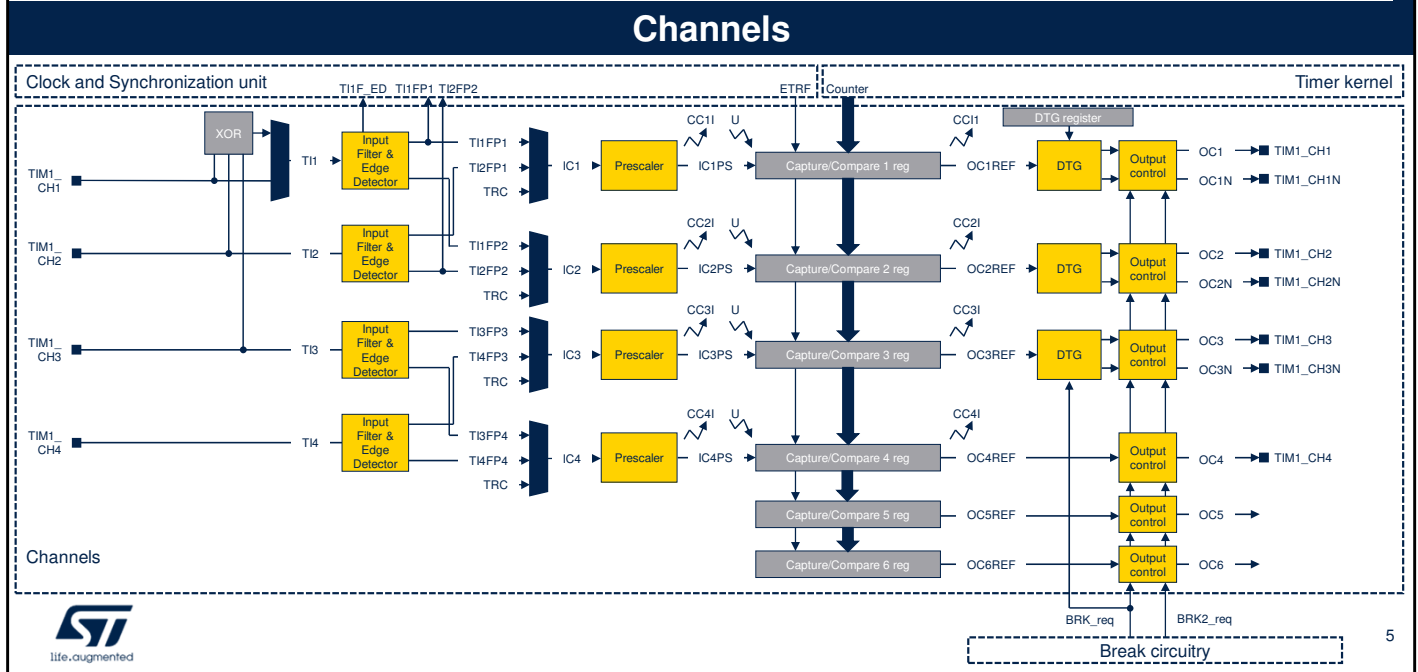 Channels
Clock and Synchronization unit
TI1F_ED TI1FP1 TI2FP2
ETRF Counter
Timer kernel
XOR
TI1
Input
Filter &
Edge
Detector
TI1FP1
TI2FP1
TRC
IC1
Prescaler
CC1I
U
IC1PS
Capture/Compare 1 reg
CCI1
OC1REF
DTG register
DTG
Output
control
OC1
TIM1_CH1
OC1N
TIM1_CH1N
TIM1_
CH1
TIM1_
CH2
TI2
Input
Filter &
Edge
Detector
TI1FP2
TI2FP2
TRC
IC2
Prescaler
CC2I
U
IC2PS
Capture/Compare 2 reg
CC2I
OC2REF
DTG
Output
control
OC2
TIM1_CH2
OC2N
TIM1_CH2N
TIM1_
CH3
TI3
Input
Filter &
Edge
Detector
TI3FP3
TI4FP3
TRC
IC3
Prescaler
CC3I
U
IC3PS
Capture/Compare 3 reg
CC3I
OC3REF
DTG
Output
control
OC3
TIM1_CH3
OC3N
TIM1_CH3N
TIM1_
CH4
TI4
Input
Filter &
Edge
Detector
TI3FP4
TI4FP4
TRC
IC4
Prescaler
CC4I
U
IC4PS
Capture/Compare 4 reg
CC4I
OC4REF
Output
control
OC4
TIM1_CH4
Capture/Compare 5 reg
OC5REF
Output
control
OC5
Capture/Compare 6 reg
OC6REF
Output
control
OC6
Channels
BRK_req
BRK2_req
Break circuitry
ST
life.augmented
5